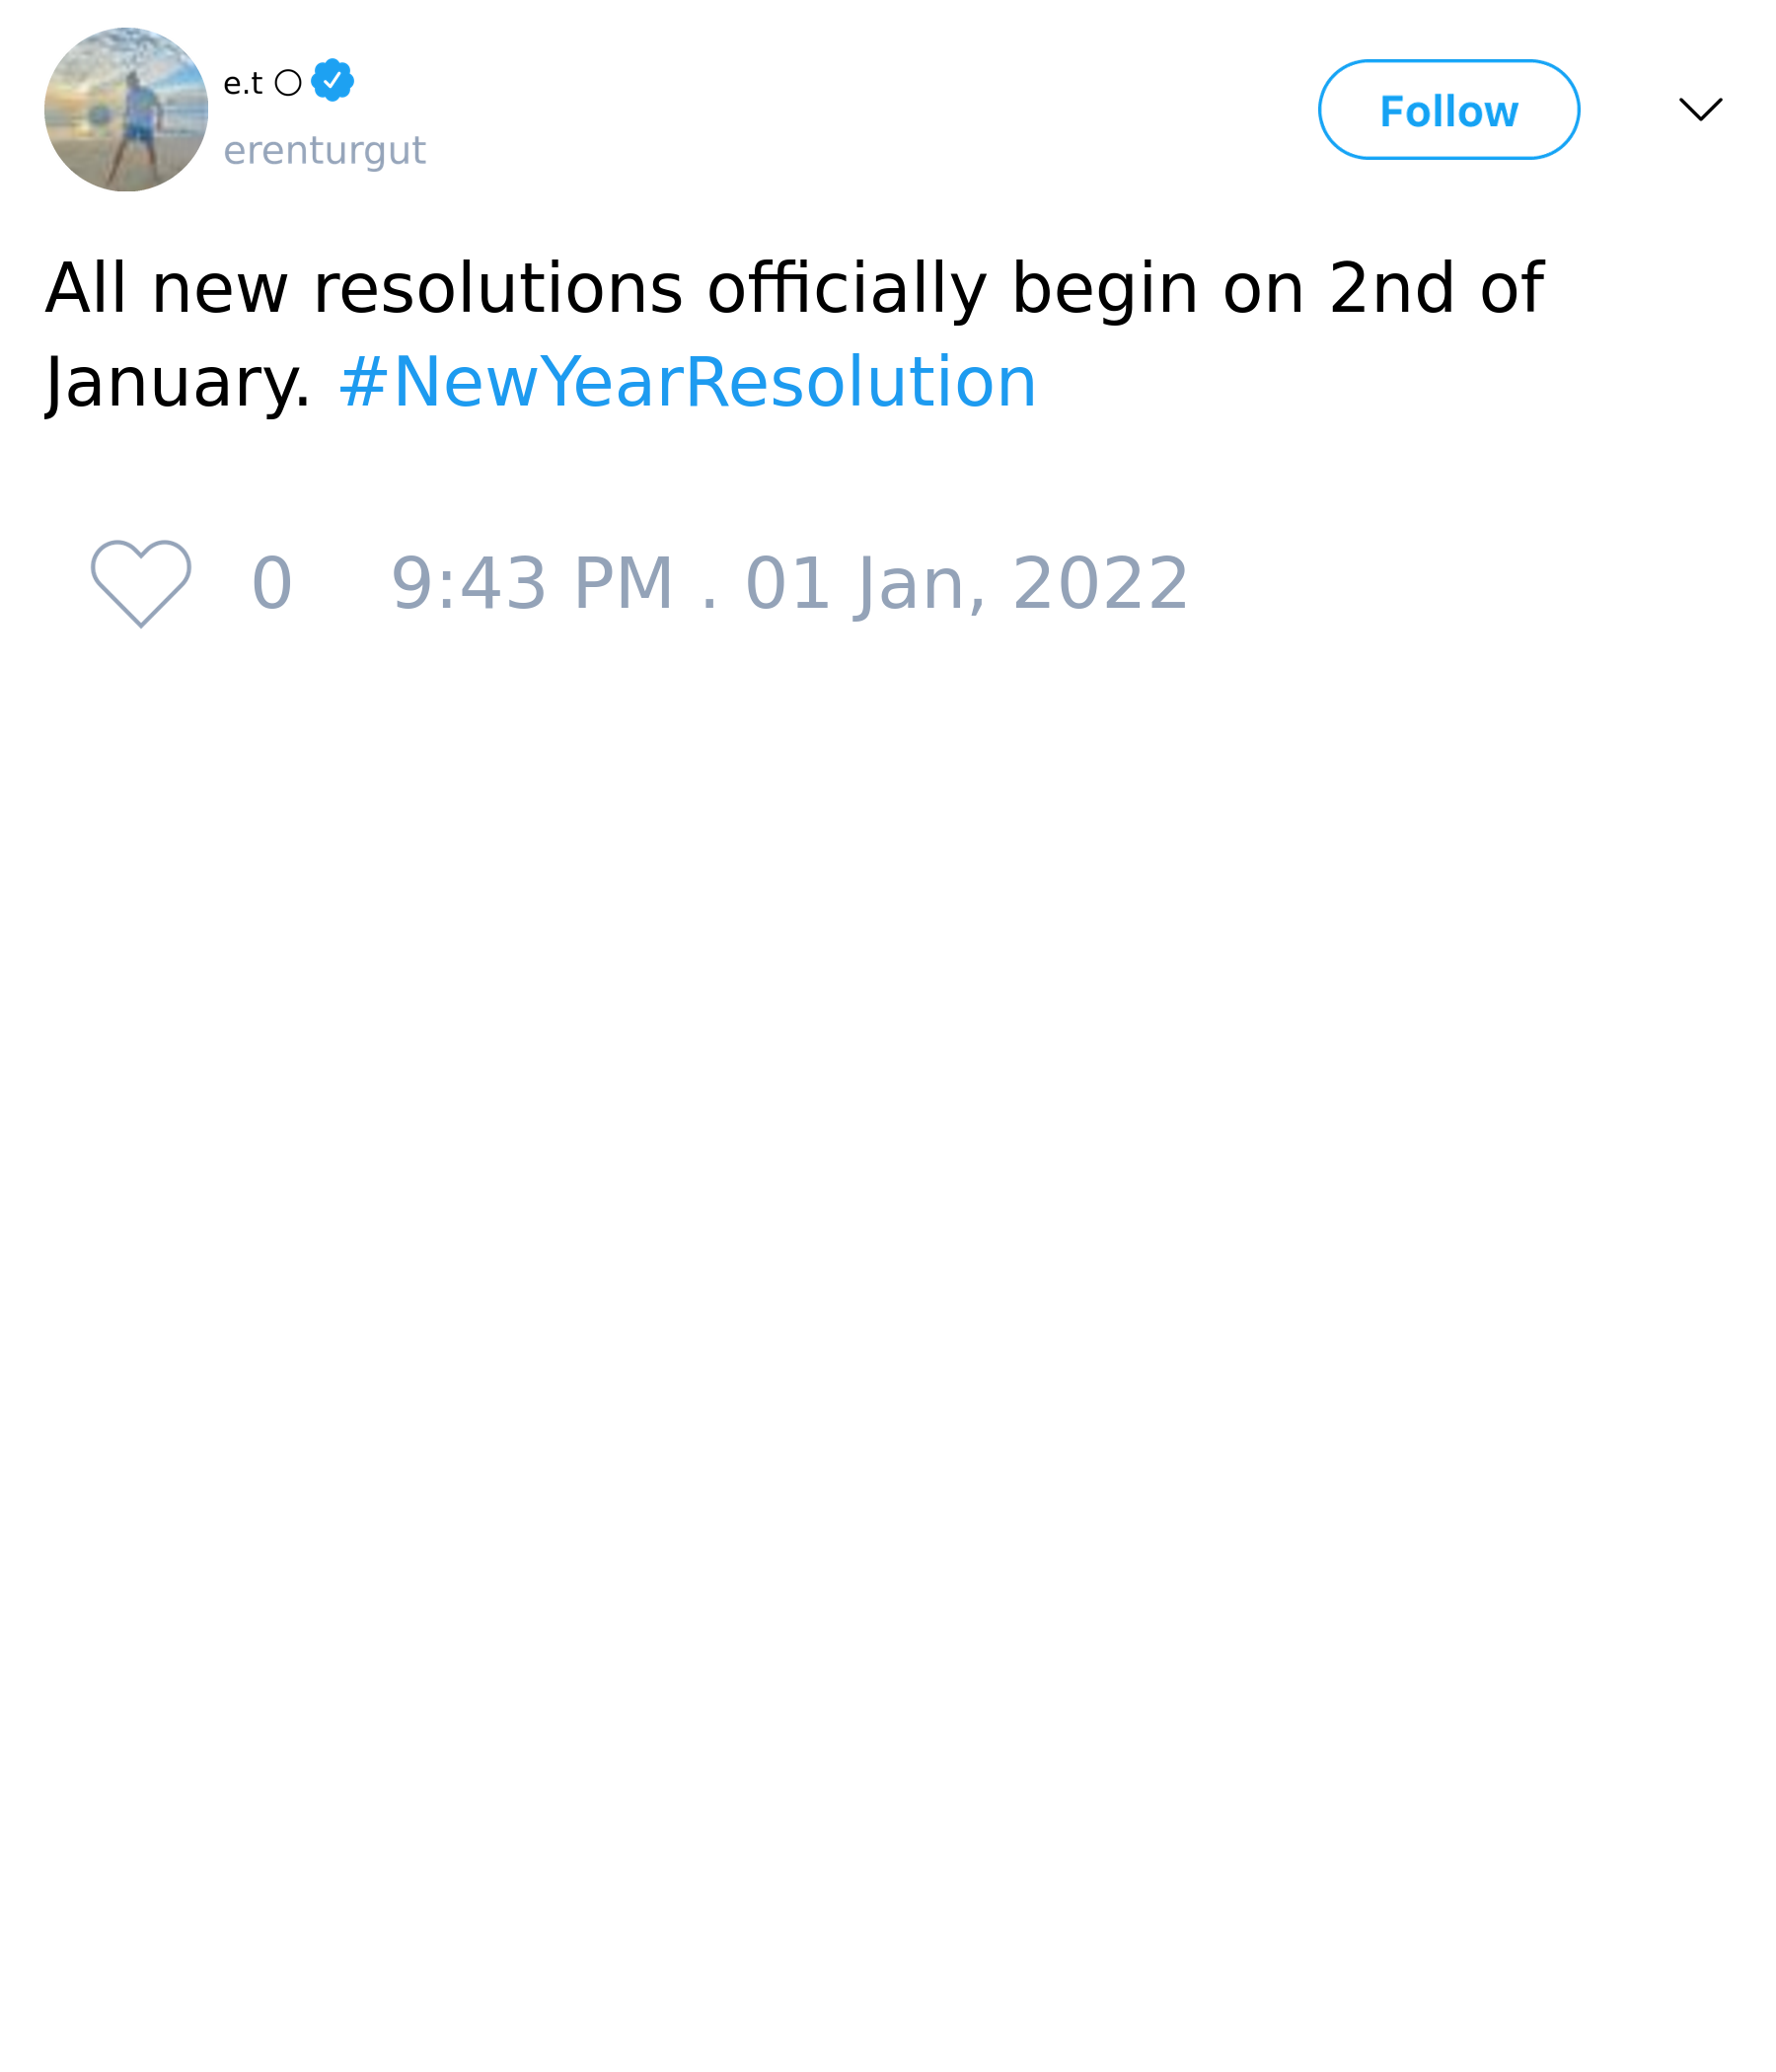 e.t ○
erenturgut
Follow
All new resolutions officially begin on 2nd of
January. #NewYearResolution
0 9:43 PM . 01 Jan, 2022